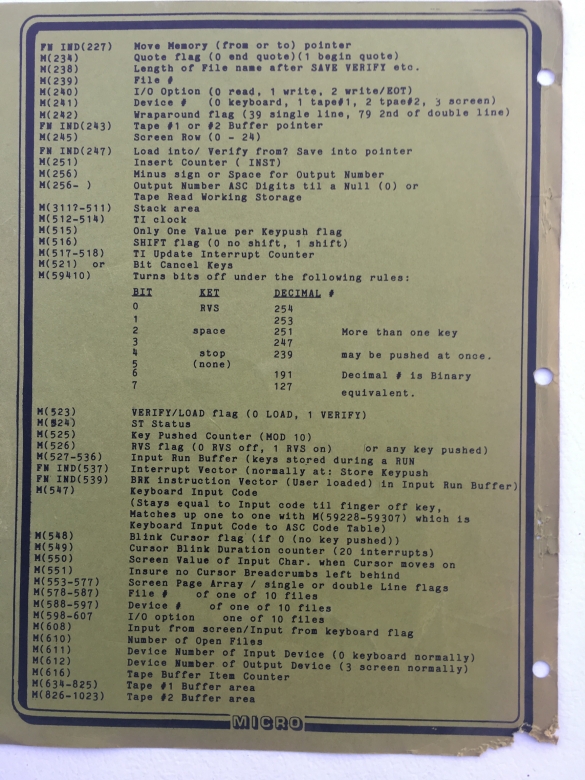 FN IND(227) Move Memory (from or to) pointer
M(234) Quote flag (0 end quote)(1 begin quote)
M(238) Length of File name after SAVE VERIFY etc.
M(239) File #
M(240) I/O Option (0 read, 1 write, 2 write/EOT)
M(241) Device # (0 keyboard, 1 tape#1, 2 tpae#2, 3 screen)
M(242) Wraparound flag (39 single line, 79 2nd of double line)
FN IND(243) Tape #1 or #2 Buffer pointer
M(245) Screen Row (0 - 24)
FN IND(247) Load into/ Verify from? Save into pointer
M(251) Insert Counter ( INST)
M(256) Minus sign or Space for Output Number
M(256- ) Output Number ASC Digits til a Null (0) or
Tape Read Working Storage
M(311?-511) Stack area
M(512-514) TI clock
M(515) Only One Value per Keypush flag
M(516) SHIFT flag (0 no shift, 1 shift)
M(517-518) TI Update Interrupt Counter
M(521) or Bit Cancel Keys
M(59410) Turns bits off under the following rules:
BIT KET DECIMAL #
0 RVS 254
1 253
2 space 251 More than one key
3 247
4 stop 239 may be pushed at once.
5 (none)
6 191 Decimal # is Binary
7 127
equivalent.
M(523) VERIFY/LOAD flag (0 LOAD, 1 VERIFY)
M(524) ST Status
M(525) Key Pushed Counter (MOD 10)
M(526) RVS flag (0 RVS off, 1 RVS on) or any key pushed)
M(527-536) Input Run Buffer (keys stored during a RUN
FN IND(537) Interrupt Vector (normally at: Store Keypush
FN IND(539) BRK instruction Vector (User loaded) in Input Run Buffer)
M(547) Keyboard Input Code
(Stays equal to Input code til finger off key,
Matches up one to one with M(59228-59307) which is
Keyboard Input Code to ASC Code Table)
M(548) Blink Cursor flag (if 0 (no key pushed))
M(549) Cursor Blink Duration counter (20 interrupts)
M(550) Screen Value of Input Char. when Cursor moves on
M(551) Insure no Cursor Breadcrumbs left behind
M(553-577) Screen Page Array / single or double Line flags
M(578-587) File # of one of 10 files
M(588-597) Device # of one of 10 files
M(598-607 I/O option one of 10 files
M(608) Input from screen/Input from keyboard flag
M(610) Number of Open Files
M(611) Device Number of Input Device (0 keyboard normally)
M(612) Device Number of Output Device (3 screen normally)
M(616) Tape Buffer Item Counter
M(634-825) Tape #1 Buffer area
M(826-1023) Tape #2 Buffer area
MICRO